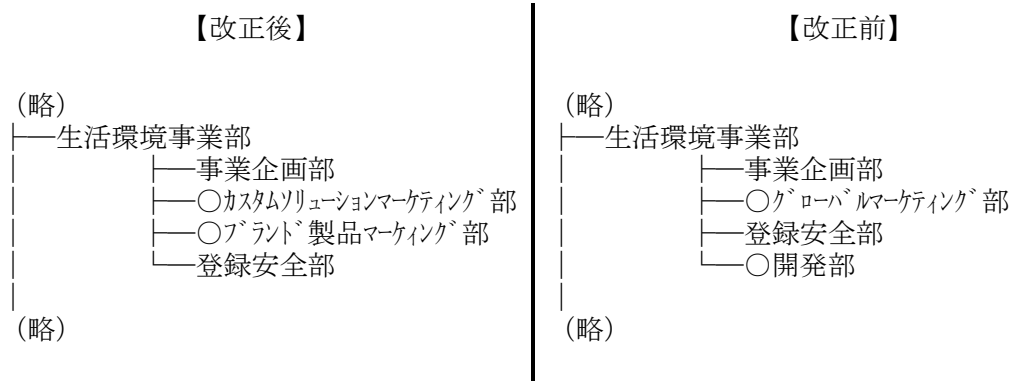 【改正後】
(略)
├──生活環境事業部
│ ├──事業企画部
│ ├──○カスタムソリューションマーケティング部
│ ├──○ブランド製品マーケィング部
│ └──登録安全部
│
(略)
【改正前】
(略)
├──生活環境事業部
│ ├──事業企画部
│ ├──○グローバルマーケティング部
│ ├──登録安全部
│ └──○開発部
│
(略)